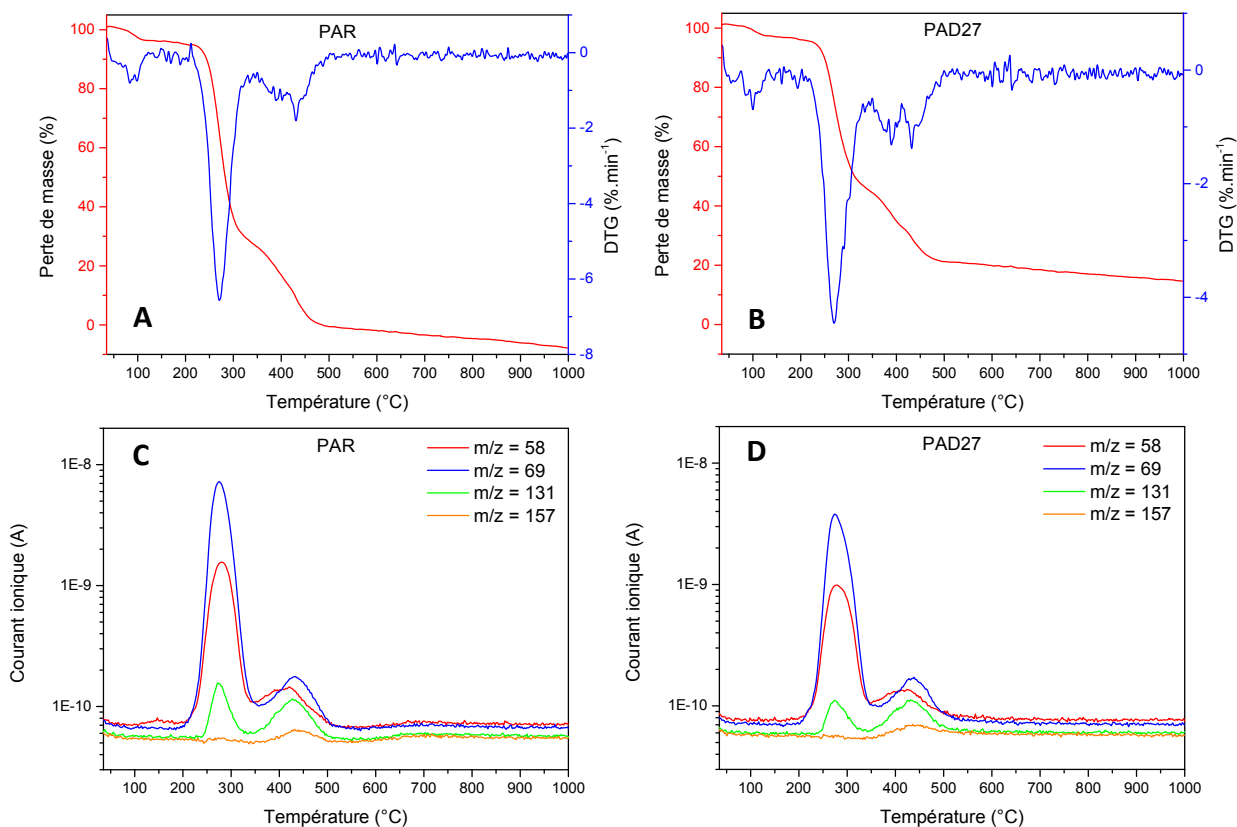 PAR
100
80
60
40
20
0
Perte de masse (%)
0
-2
-4
-6
-8
DTG (%.min⁻¹)
A
100 200 300 400 500 600 700 800 900 1000
Température (°C)
PAD27
100
80
60
40
20
0
Perte de masse (%)
0
-2
-4
DTG (%.min⁻¹)
B
100 200 300 400 500 600 700 800 900 1000
Température (°C)
C
PAR
m/z = 58
m/z = 69
m/z = 131
m/z = 157
1E-8
1E-9
1E-10
Courant ionique (A)
100 200 300 400 500 600 700 800 900 1000
Température (°C)
D
PAD27
m/z = 58
m/z = 69
m/z = 131
m/z = 157
1E-8
1E-9
1E-10
Courant ionique (A)
100 200 300 400 500 600 700 800 900 1000
Température (°C)